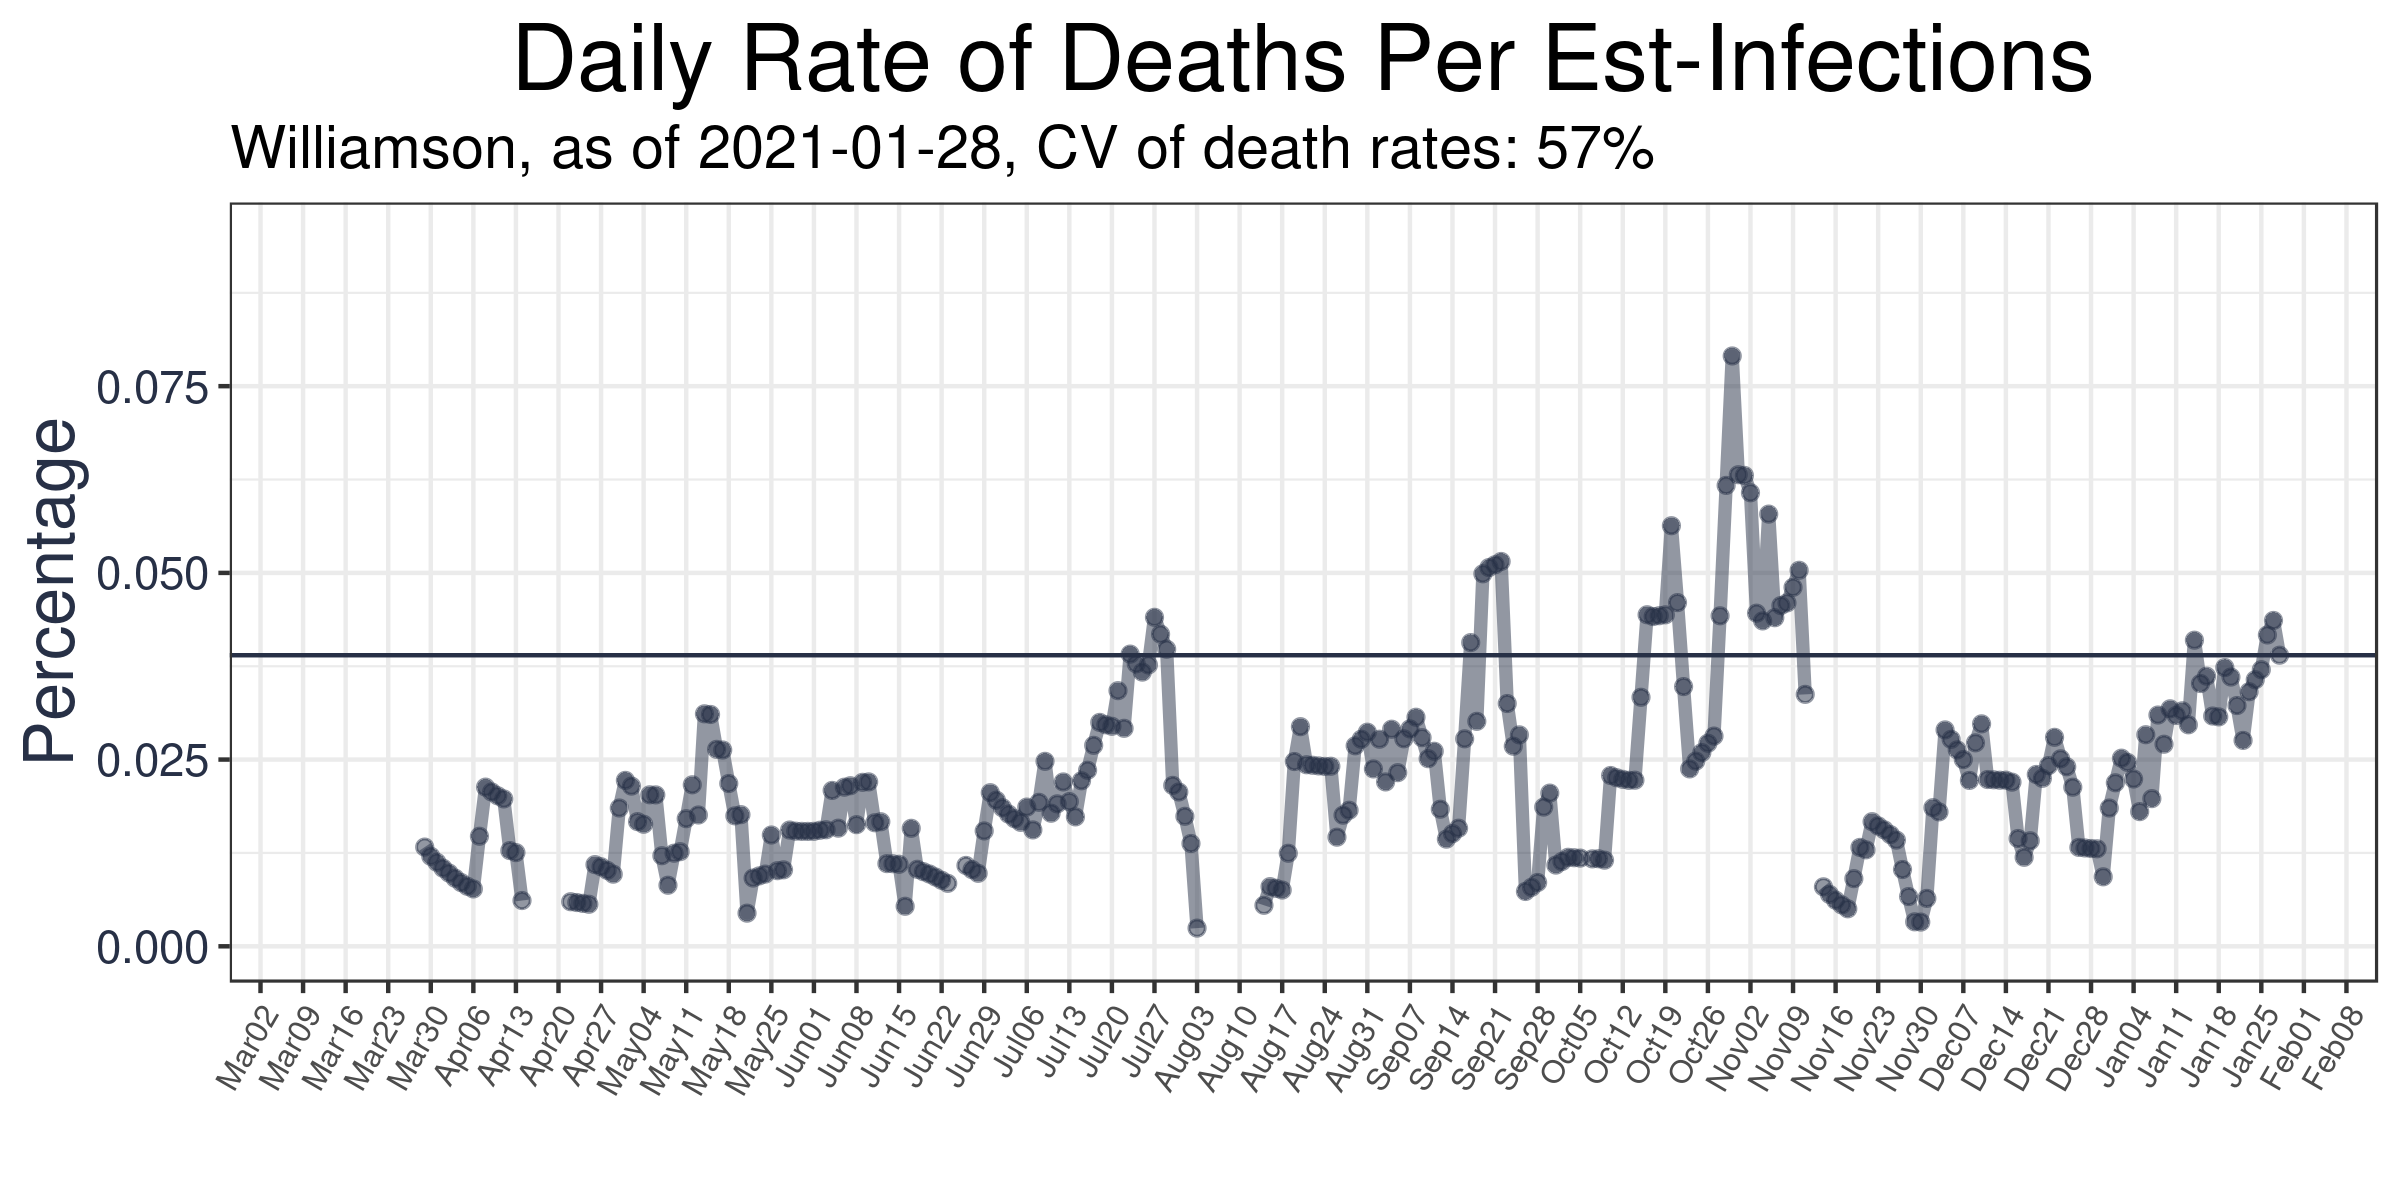 Daily Rate of Deaths Per Est-Infections
Williamson, as of 2021-01-28, CV of death rates: 57%
Percentage
0.075
0.050
0.025
0.000
Mar02
Mar09
Mar16
Mar23
Mar30
Apr06
Apr13
Apr20
Apr27
May04
May11
May18
May25
Jun01
Jun08
Jun15
Jun22
Jun29
Jul06
Jul13
Jul20
Jul27
Aug03
Aug10
Aug17
Aug24
Aug31
Sep07
Sep14
Sep21
Sep28
Oct05
Oct12
Oct19
Oct26
Nov02
Nov09
Nov16
Nov23
Nov30
Dec07
Dec14
Dec21
Dec28
Jan04
Jan11
Jan18
Jan25
Feb01
Feb08